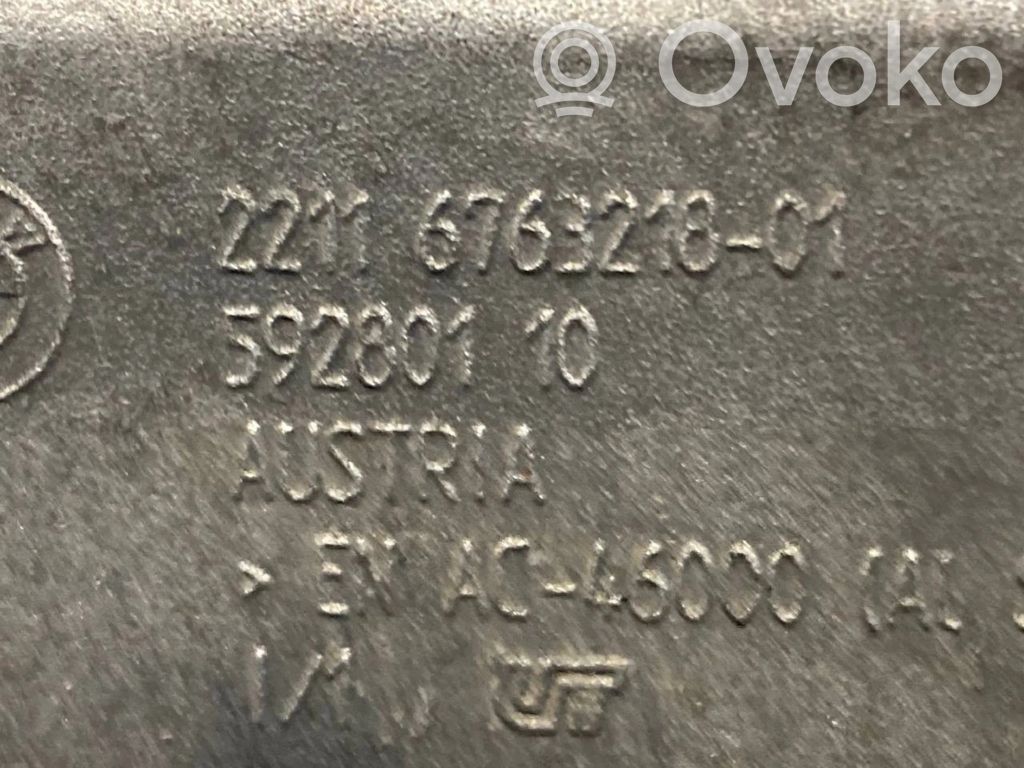 Ovoko
2211 6763218-01
592801 10
AUSTRIA
> EN AC-46000 (AL